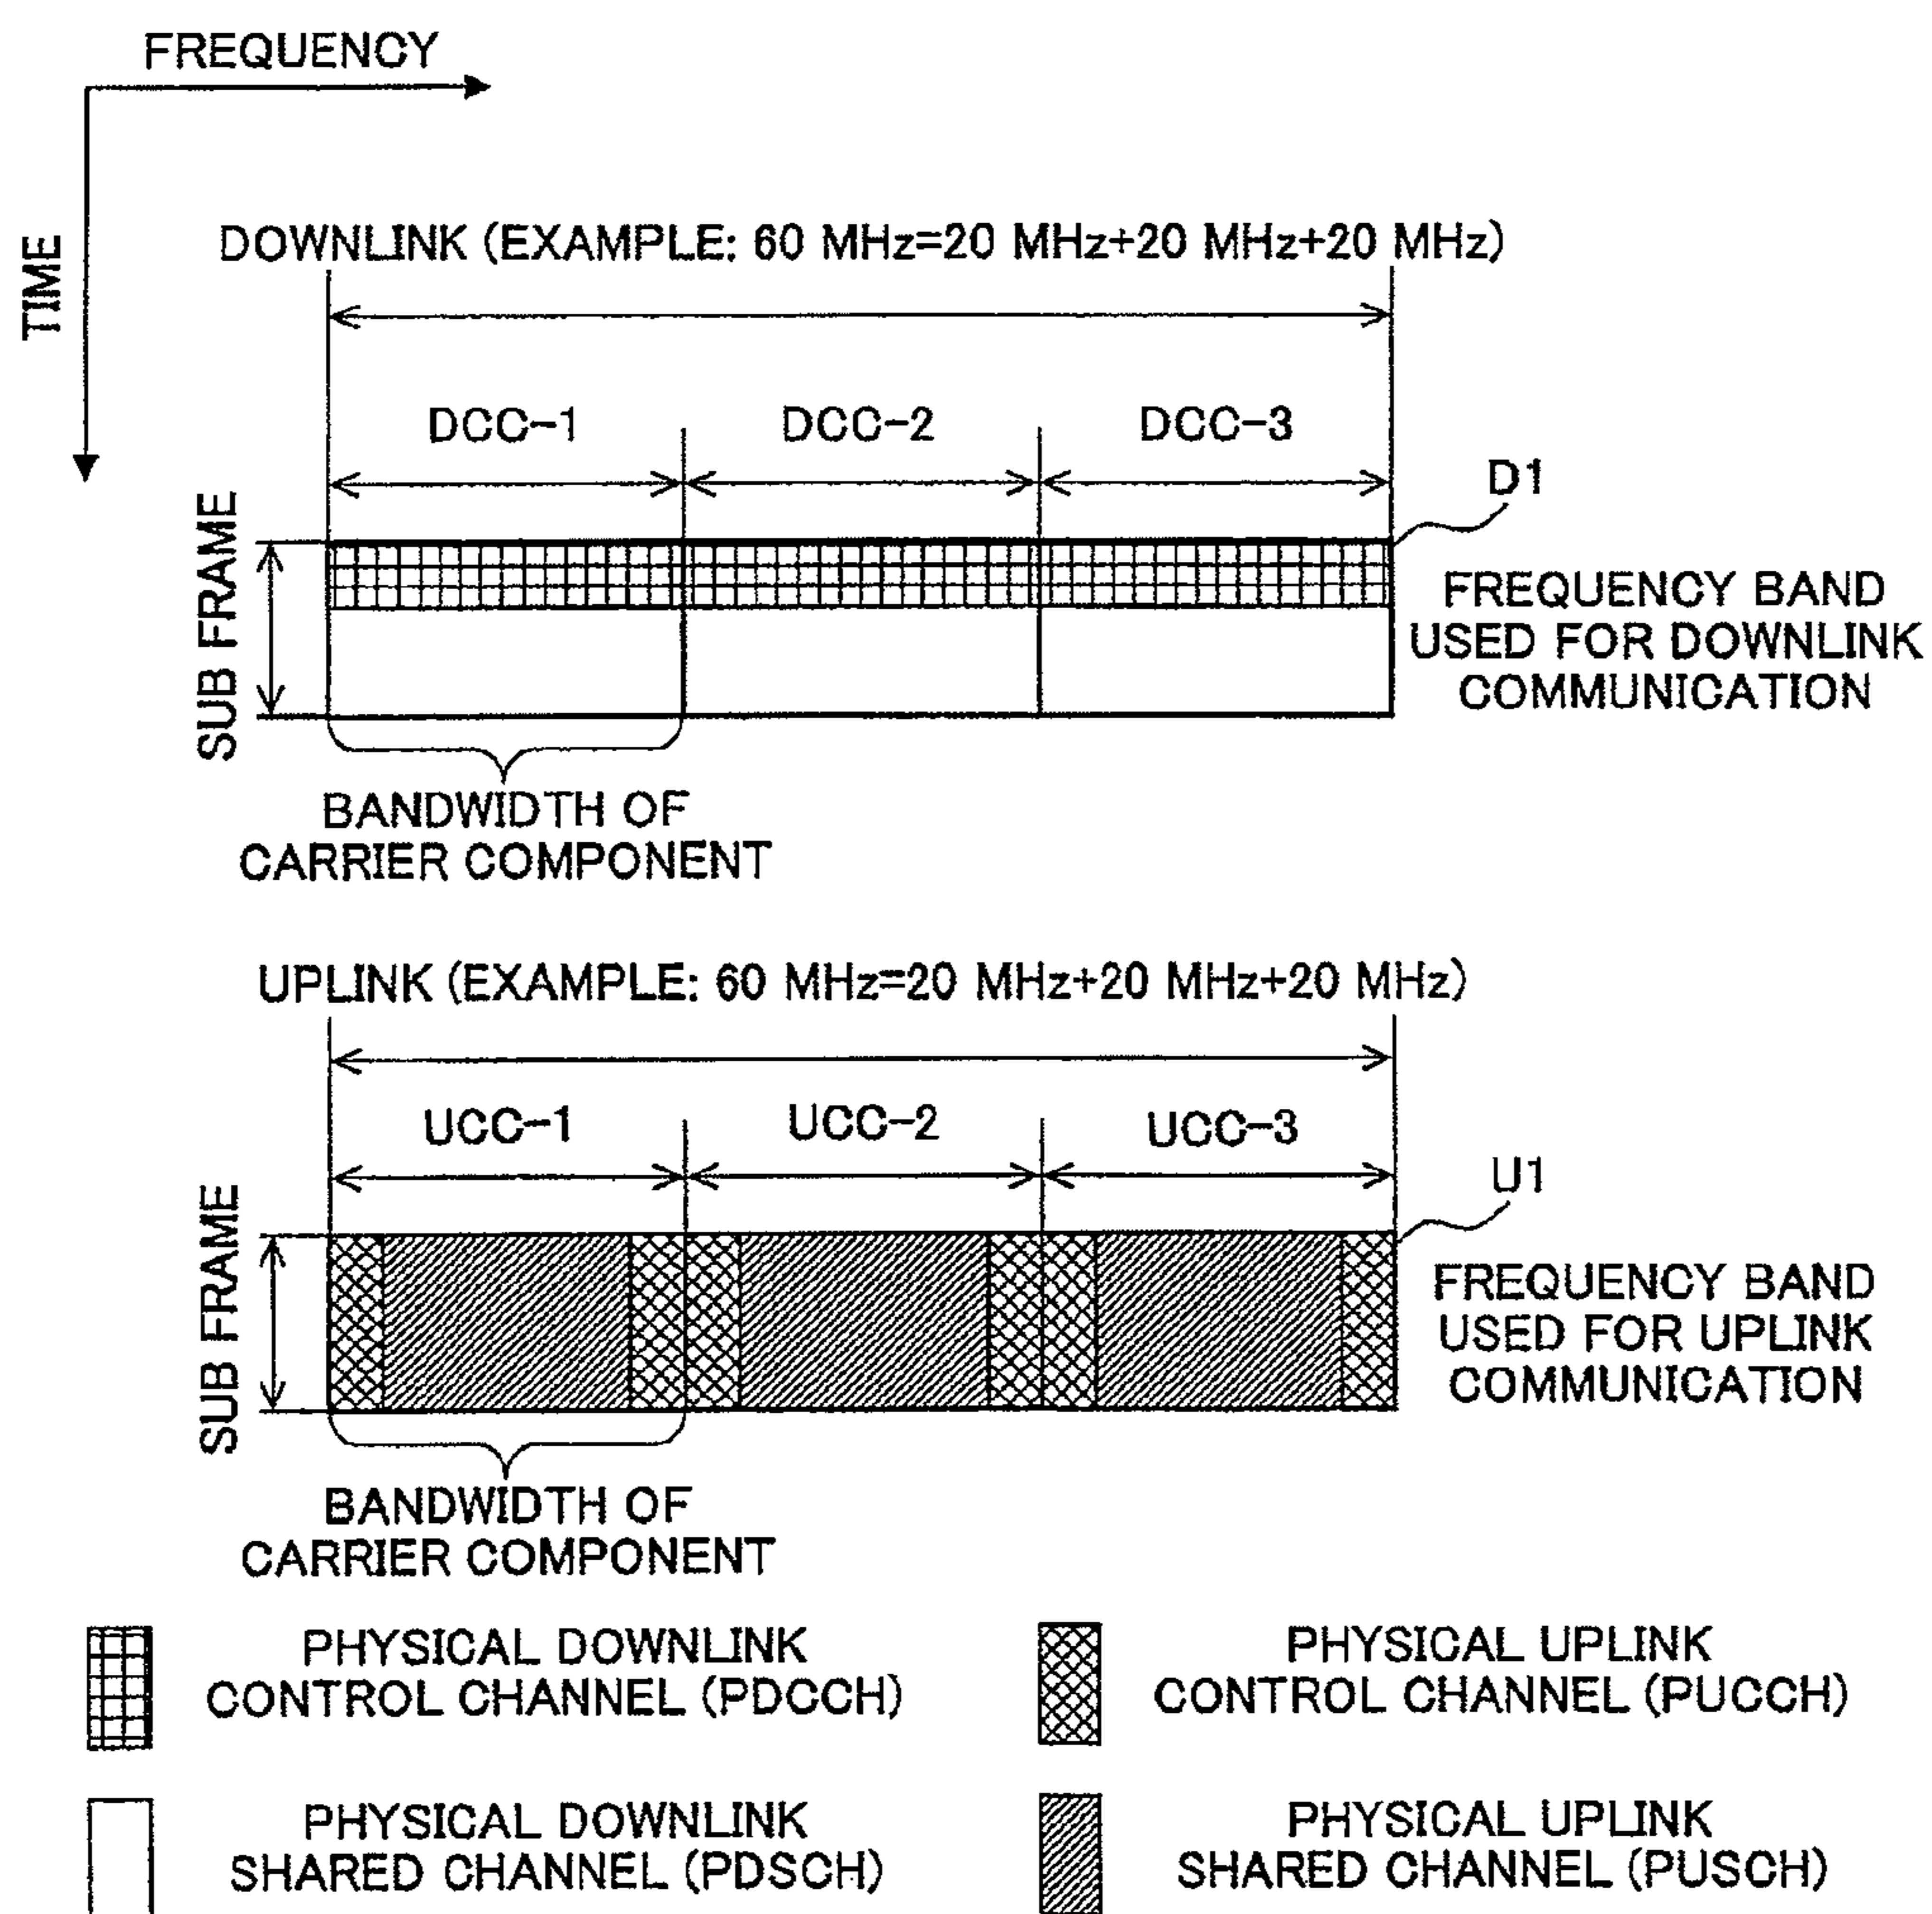 FREQUENCY
TIME
DOWNLINK (EXAMPLE: 60 MHz=20 MHz+20 MHz+20 MHz)
DCC-1
DCC-2
DCC-3
D1
SUB FRAME
FREQUENCY BAND
USED FOR DOWNLINK
COMMUNICATION
BANDWIDTH OF
CARRIER COMPONENT
UPLINK (EXAMPLE: 60 MHz=20 MHz+20 MHz+20 MHz)
UCC-1
UCC-2
UCC-3
U1
SUB FRAME
FREQUENCY BAND
USED FOR UPLINK
COMMUNICATION
BANDWIDTH OF
CARRIER COMPONENT
PHYSICAL DOWNLINK
CONTROL CHANNEL (PDCCH)
PHYSICAL UPLINK
CONTROL CHANNEL (PUCCH)
PHYSICAL DOWNLINK
SHARED CHANNEL (PDSCH)
PHYSICAL UPLINK
SHARED CHANNEL (PUSCH)